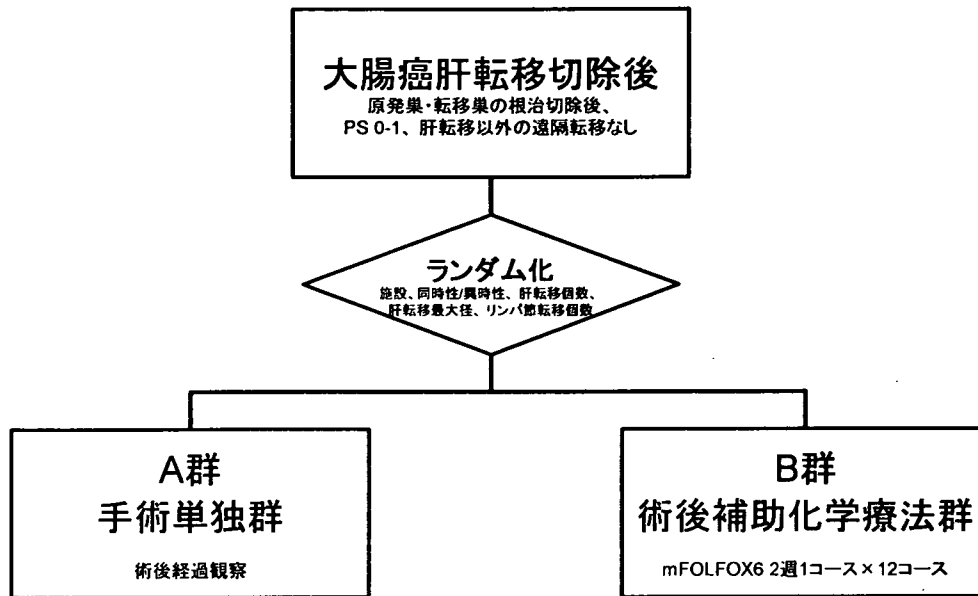 大腸癌肝転移切除後
原発巣・転移巣の根治切除後、
PS 0-1、肝転移以外の遠隔転移なし
ランダム化
施設、同時性/異時性、肝転移個数、
肝転移最大径、リンパ節転移個数
A群
手術単独群
術後経過観察
B群
術後補助化学療法群
mFOLFOX6 2週1コース×12コース